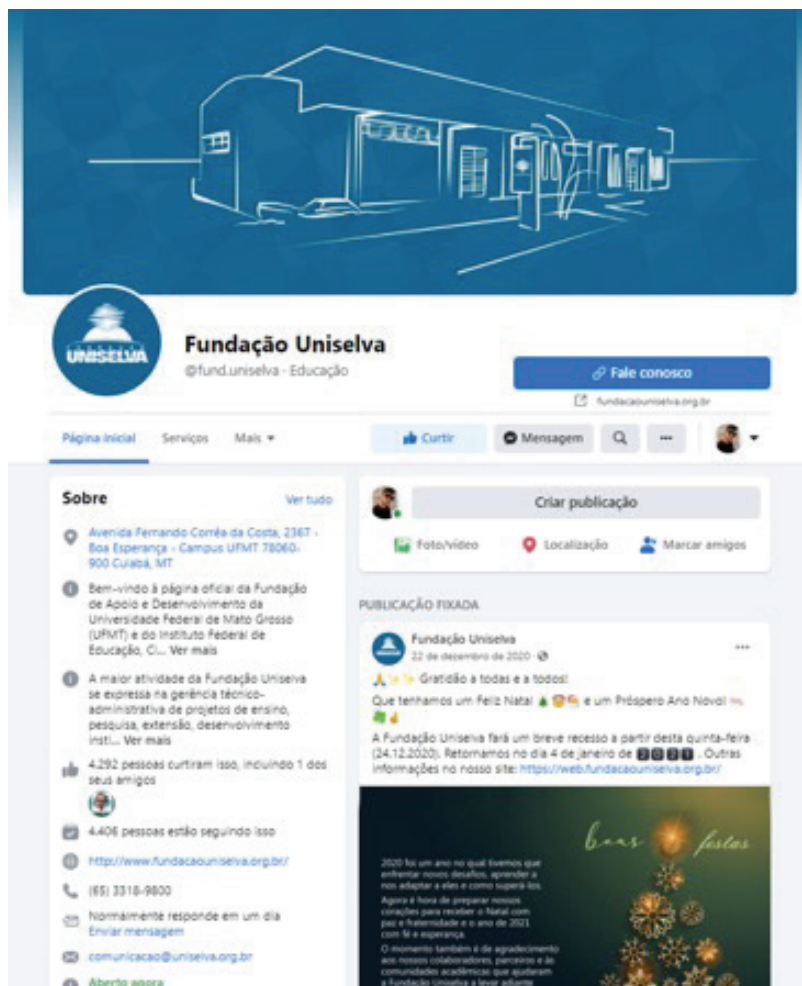 UNISELVA
Fundação Uniselva
@fund.uniselva · Educação
Fale conosco
fundacaouniselva.org.br
Página inicial
Serviços
Mais
Curtir
Mensagem
Sobre
Ver tudo
Avenida Fernando Corrêa da Costa, 2367 -
Boa Esperança - Campus UFMT 78060-
900 Cuiabá, MT
Bem-vindo à página oficial da Fundação
de Apoio e Desenvolvimento da
Universidade Federal de Mato Grosso
(UFMT) e do Instituto Federal de
Educação, Ci... Ver mais
A maior atividade da Fundação Uniselva
se expressa na gerência técnico-
administrativa de projetos de ensino,
pesquisa, extensão, desenvolvimento
insti... Ver mais
4.292 pessoas curtiram isso, incluindo 1 dos
seus amigos
4.406 pessoas estão seguindo isso
http://www.fundacaouniselva.org.br/
(65) 3318-9800
Normalmente responde em um dia
Enviar mensagem
comunicacao@uniselva.org.br
Aberto agora
Criar publicação
Foto/vídeo
Localização
Marcar amigos
PUBLICAÇÃO FIXADA
Fundação Uniselva
22 de dezembro de 2020 ·
Gratidão a todas e a todos!
Que tenhamos um Feliz Natal e um Próspero Ano Novo!
A Fundação Uniselva fará um breve recesso a partir desta quinta-feira
(24.12.2020). Retornamos no dia 4 de janeiro de 2021 . Outras
informações no nosso site: https://web.fundacaouniselva.org.br/
boas festas
2020 foi um ano no qual tivemos que
enfrentar novos desafios, aprender a
nos adaptar a eles e como superá-los.
Agora é hora de preparar nossos
corações para receber o Natal com
paz e fraternidade e o ano de 2021
com fé e esperança.
O momento também é de agradecimento
aos nossos colaboradores, parceiros e às
comunidades acadêmicas que ajudaram
a Fundação Uniselva a levar adiante